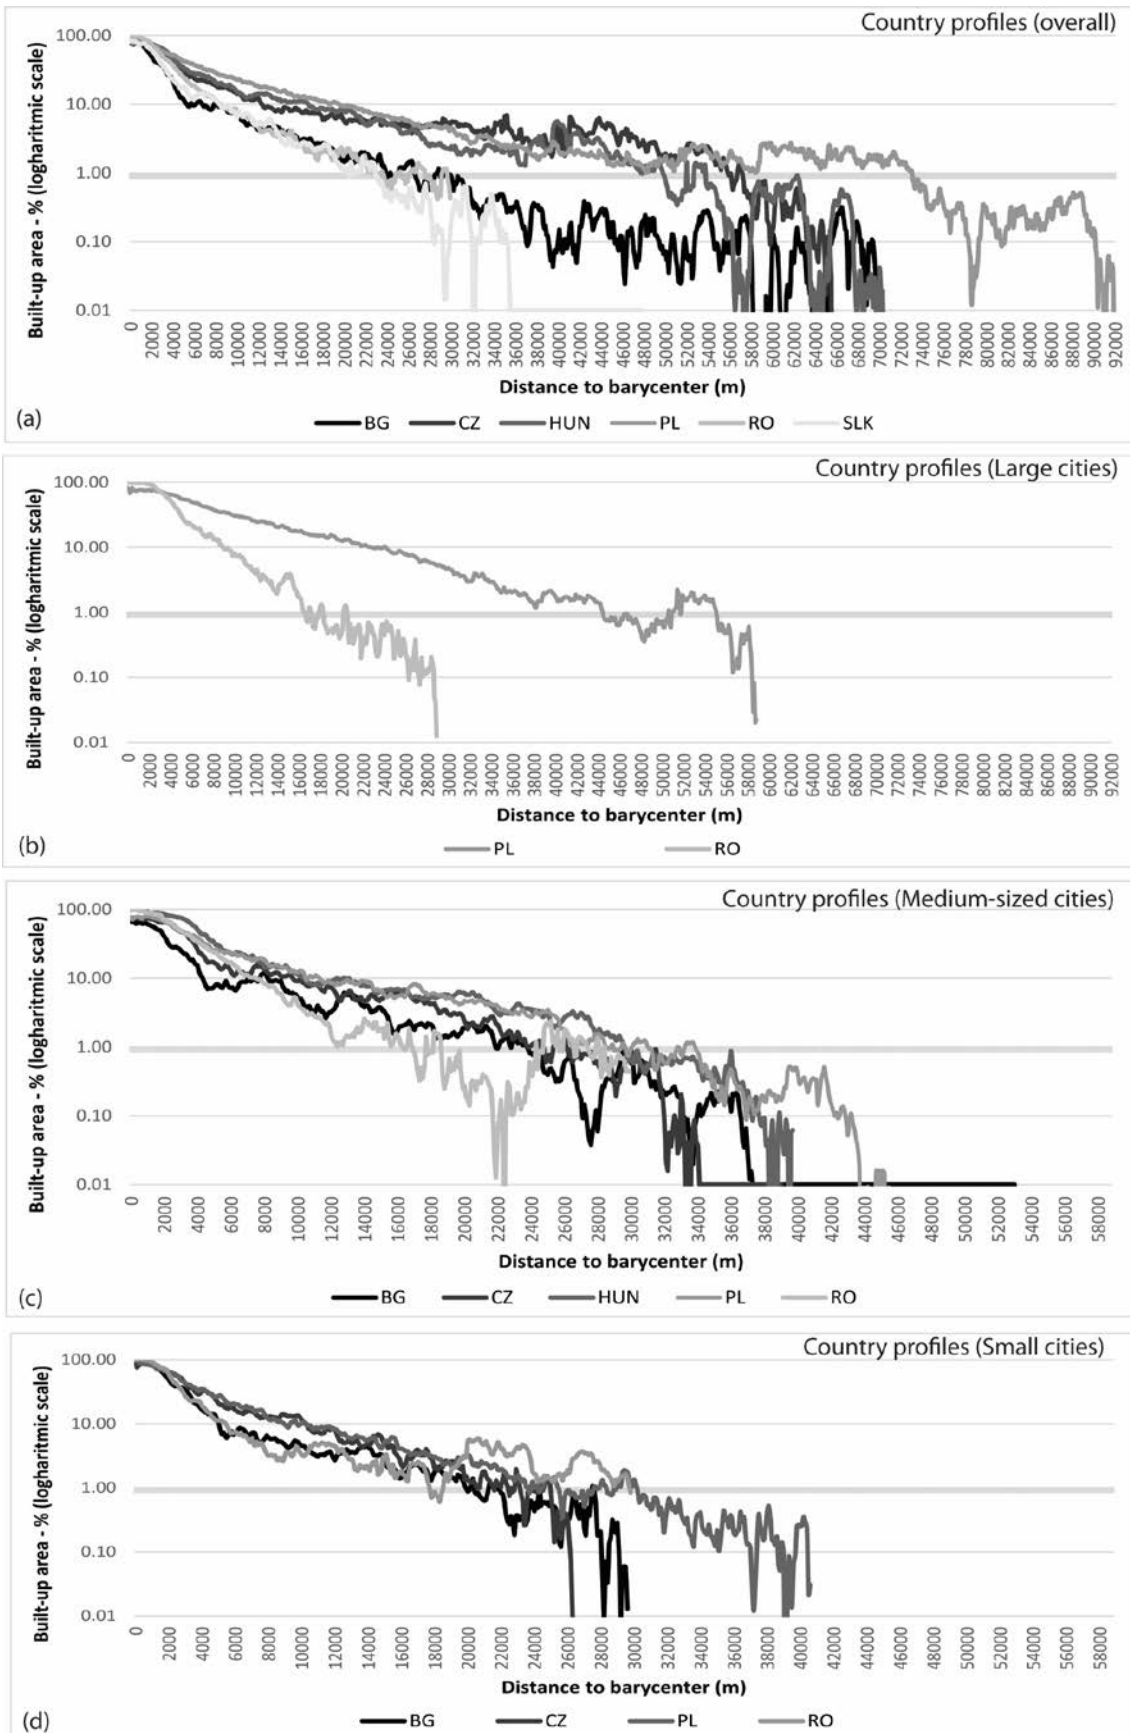 Country profiles (overall)
Built-up area - % (logharitmic scale)
100.00
10.00
1.00
0.10
0.01
0 2000 4000 6000 8000 10000 12000 14000 16000 18000 20000 22000 24000 26000 28000 30000 32000 34000 36000 38000 40000 42000 44000 46000 48000 50000 52000 54000 56000 58000 60000 62000 64000 66000 68000 70000 72000 74000 76000 78000 80000 82000 84000 86000 88000 90000 92000
Distance to barycenter (m)
(a)
BG CZ HUN PL RO SLK
Country profiles (Large cities)
Built-up area - % (logharitmic scale)
100.00
10.00
1.00
0.10
0.01
0 2000 4000 6000 8000 10000 12000 14000 16000 18000 20000 22000 24000 26000 28000 30000 32000 34000 36000 38000 40000 42000 44000 46000 48000 50000 52000 54000 56000 58000 60000 62000 64000 66000 68000 70000 72000 74000 76000 78000 80000 82000 84000 86000 88000 90000 92000
Distance to barycenter (m)
(b)
PL RO
Country profiles (Medium-sized cities)
Built-up area - % (logharitmic scale)
100.00
10.00
1.00
0.10
0.01
0 2000 4000 6000 8000 10000 12000 14000 16000 18000 20000 22000 24000 26000 28000 30000 32000 34000 36000 38000 40000 42000 44000 46000 48000 50000 52000 54000 56000 58000
Distance to barycenter (m)
(c)
BG CZ HUN PL RO
Country profiles (Small cities)
Built-up area - % (logharitmic scale)
100.00
10.00
1.00
0.10
0.01
0 2000 4000 6000 8000 10000 12000 14000 16000 18000 20000 22000 24000 26000 28000 30000 32000 34000 36000 38000 40000 42000 44000 46000 48000 50000 52000 54000 56000 58000
Distance to barycenter (m)
(d)
BG CZ PL RO